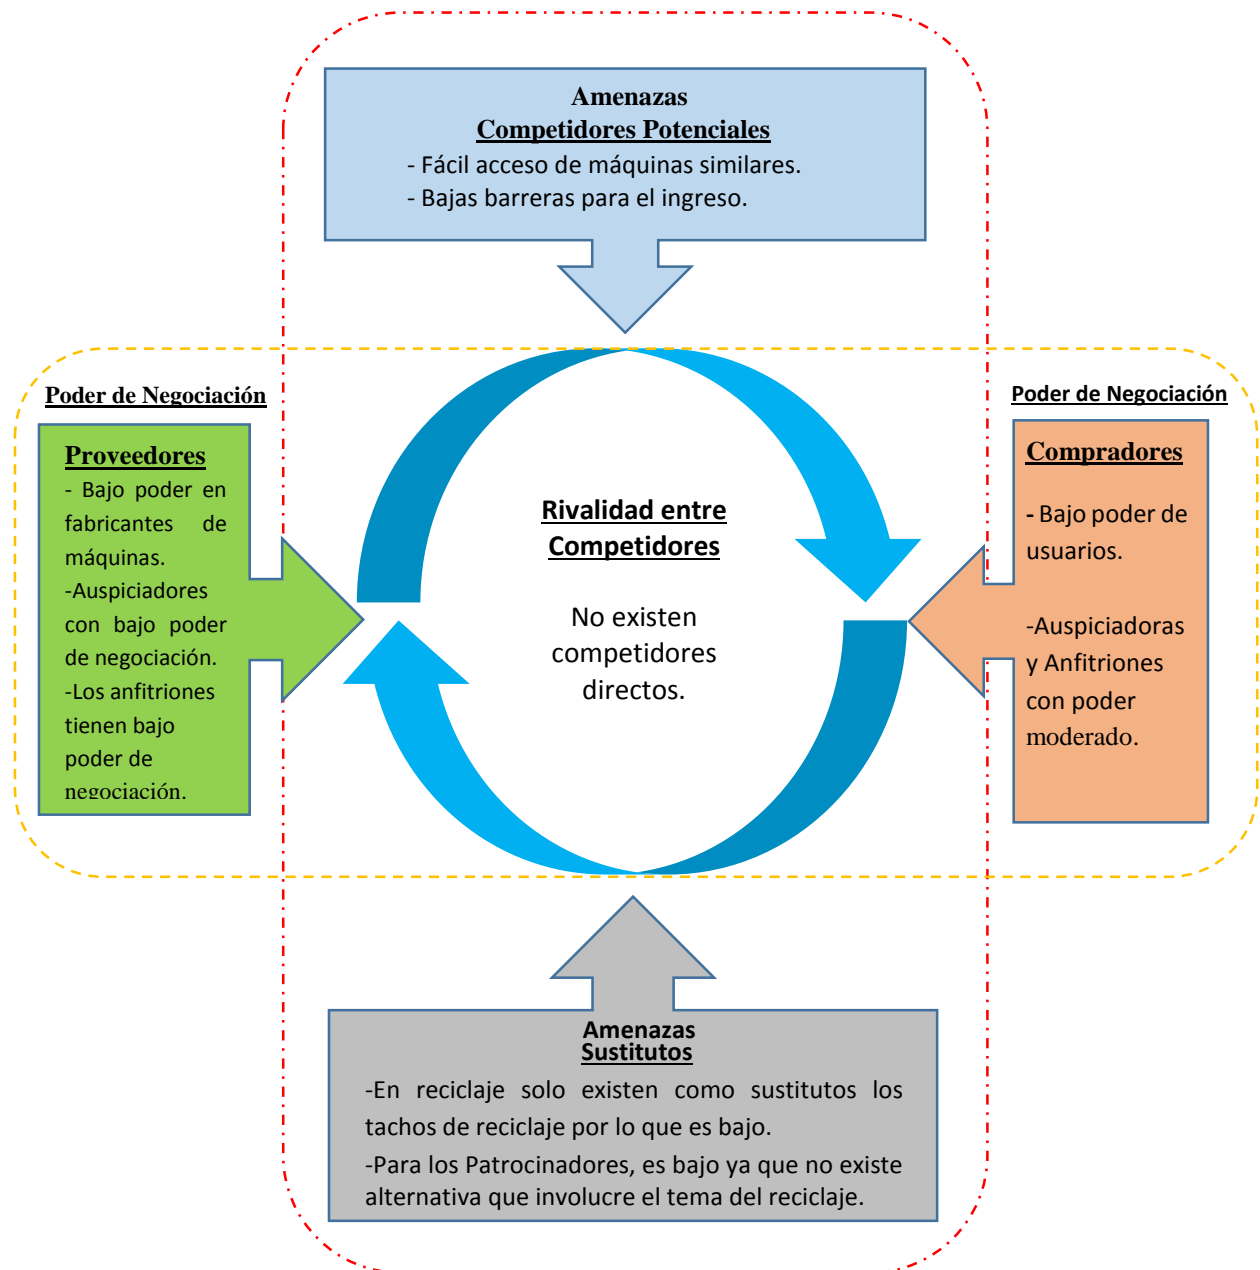 Amenazas
Competidores Potenciales
- Fácil acceso de máquinas similares.
- Bajas barreras para el ingreso.
Poder de Negociación
Proveedores
- Bajo poder en
fabricantes de
máquinas.
-Auspiciadores
con bajo poder
de negociación.
-Los anfitriones
tienen bajo
poder de
negociación.
Rivalidad entre
Competidores
No existen
competidores
directos.
Poder de Negociación
Compradores
- Bajo poder de
usuarios.
-Auspiciadoras
y Anfitriones
con poder
moderado.
Amenazas
Sustitutos
-En reciclaje solo existen como sustitutos los
tachos de reciclaje por lo que es bajo.
-Para los Patrocinadores, es bajo ya que no existe
alternativa que involucre el tema del reciclaje.